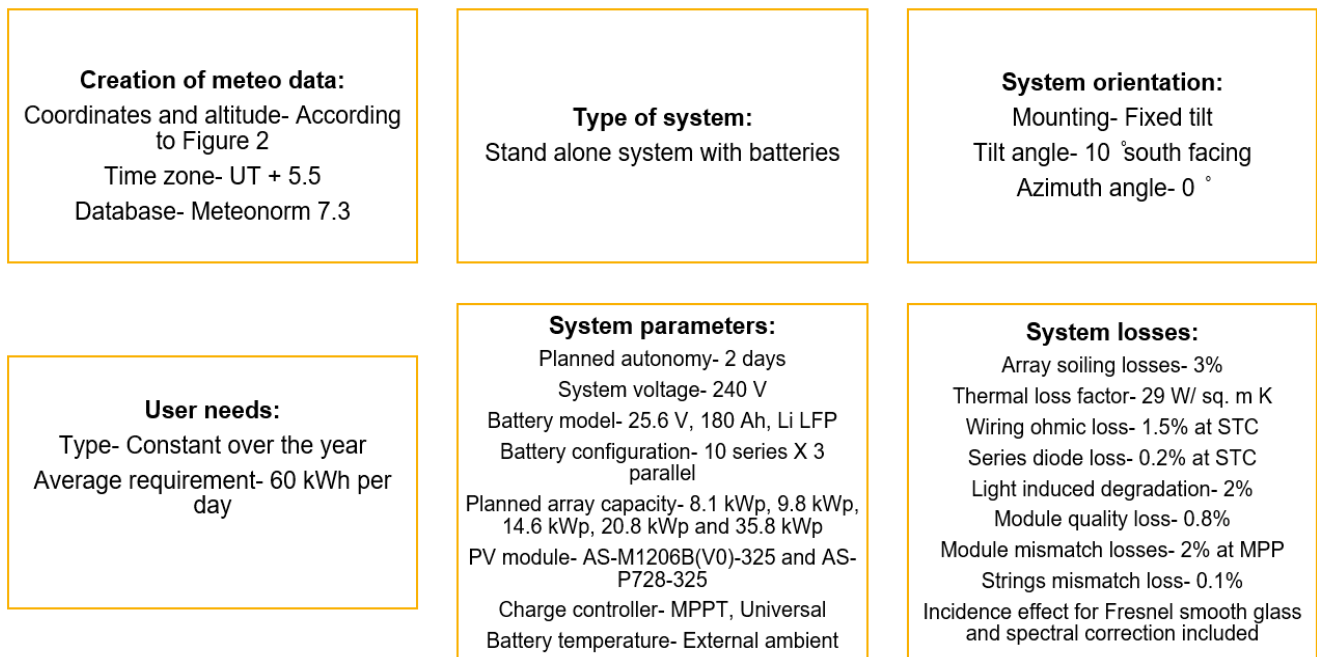 Creation of meteo data:
Coordinates and altitude- According
to Figure 2
Time zone- UT + 5.5
Database- Meteonorm 7.3
Type of system:
Stand alone system with batteries
System orientation:
Mounting- Fixed tilt
Tilt angle- 10 °south facing
Azimuth angle- 0 °
User needs:
Type- Constant over the year
Average requirement- 60 kWh per
day
System parameters:
Planned autonomy- 2 days
System voltage- 240 V
Battery model- 25.6 V, 180 Ah, Li LFP
Battery configuration- 10 series X 3
parallel
Planned array capacity- 8.1 kWp, 9.8 kWp,
14.6 kWp, 20.8 kWp and 35.8 kWp
PV module- AS-M1206B(V0)-325 and AS-
P728-325
Charge controller- MPPT, Universal
Battery temperature- External ambient
System losses:
Array soiling losses- 3%
Thermal loss factor- 29 W/ sq. m K
Wiring ohmic loss- 1.5% at STC
Series diode loss- 0.2% at STC
Light induced degradation- 2%
Module quality loss- 0.8%
Module mismatch losses- 2% at MPP
Strings mismatch loss- 0.1%
Incidence effect for Fresnel smooth glass
and spectral correction included